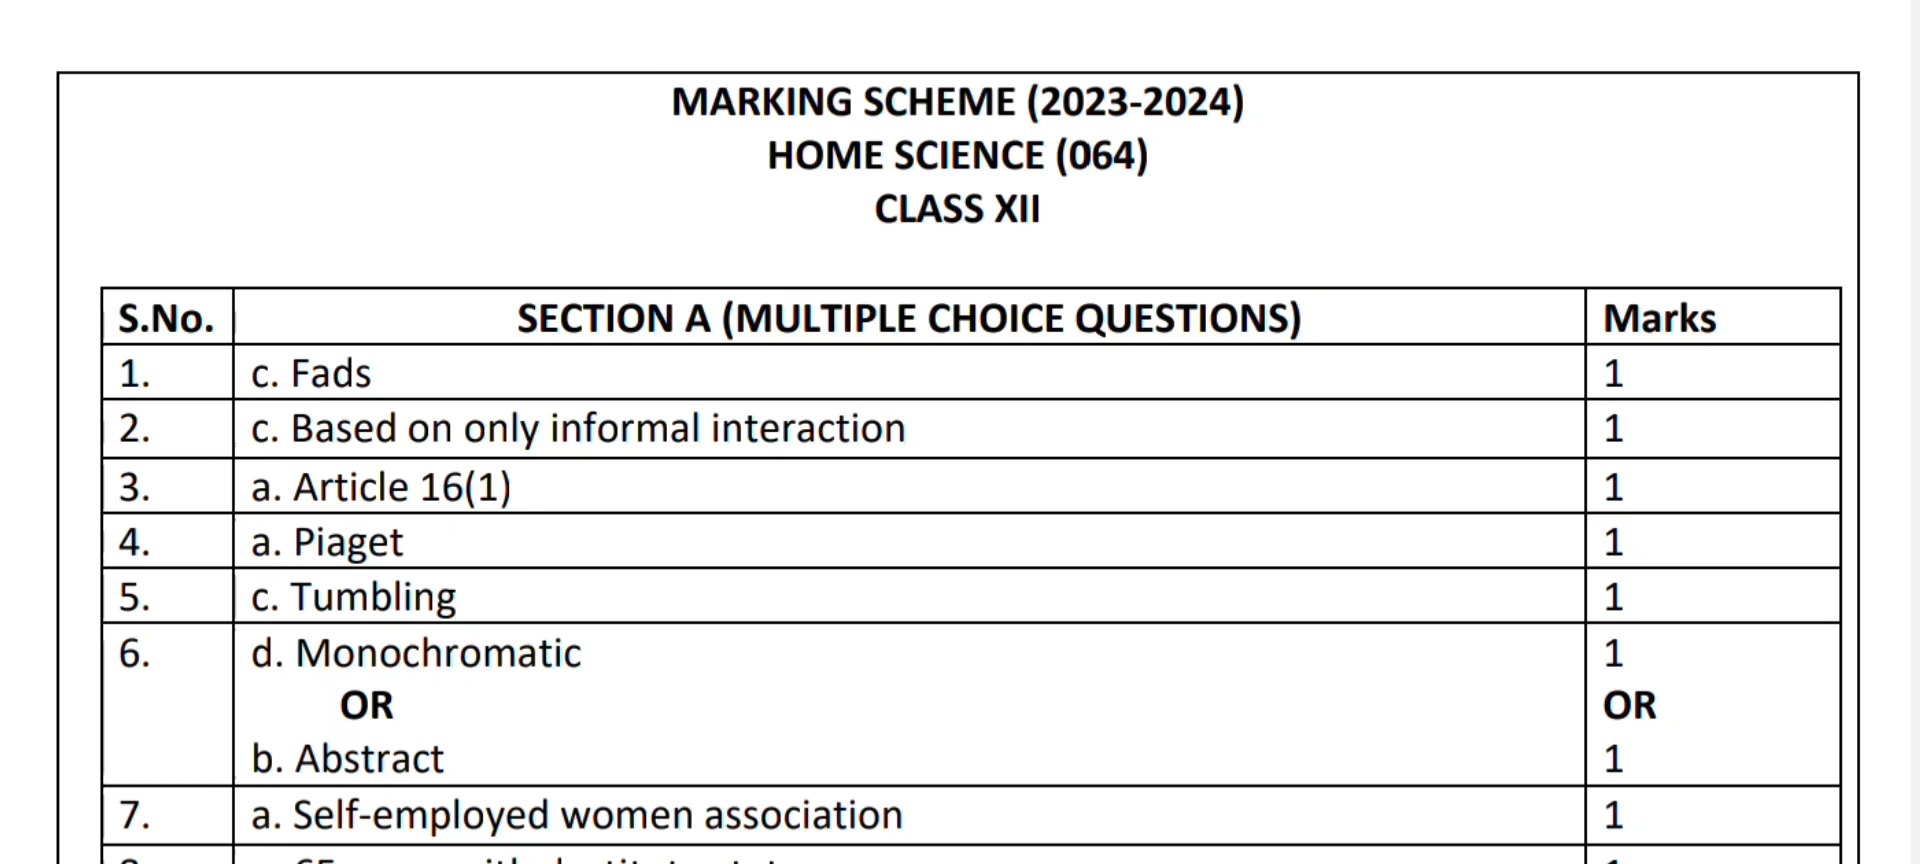 MARKING SCHEME (2023-2024)
HOME SCIENCE (064)
CLASS XII
S.No. SECTION A (MULTIPLE CHOICE QUESTIONS) Marks
1. c. Fads 1
2. c. Based on only informal interaction 1
3. a. Article 16(1) 1
4. a. Piaget 1
5. c. Tumbling 1
6. d. Monochromatic 1
OR OR
b. Abstract 1
7. a. Self-employed women association 1